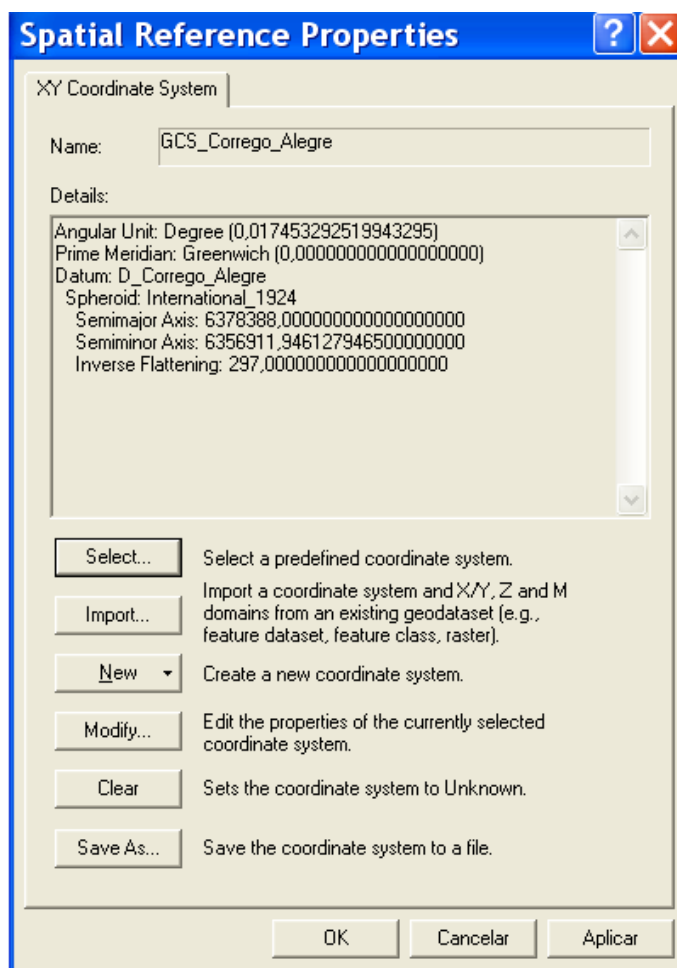 Spatial Reference Properties
XY Coordinate System
Name: GCS_Corrego_Alegre
Details:
Angular Unit: Degree (0,017453292519943295)
Prime Meridian: Greenwich (0,000000000000000000)
Datum: D_Corrego_Alegre
Spheroid: International_1924
Semimajor Axis: 6378388,000000000000000000
Semiminor Axis: 6356911,946127946500000000
Inverse Flattening: 297,000000000000000000
Select... Select a predefined coordinate system.
Import... Import a coordinate system and X/Y, Z and M
domains from an existing geodataset (e.g.,
feature dataset, feature class, raster).
New Create a new coordinate system.
Modify... Edit the properties of the currently selected
coordinate system.
Clear Sets the coordinate system to Unknown.
Save As... Save the coordinate system to a file.
OK Cancelar Aplicar